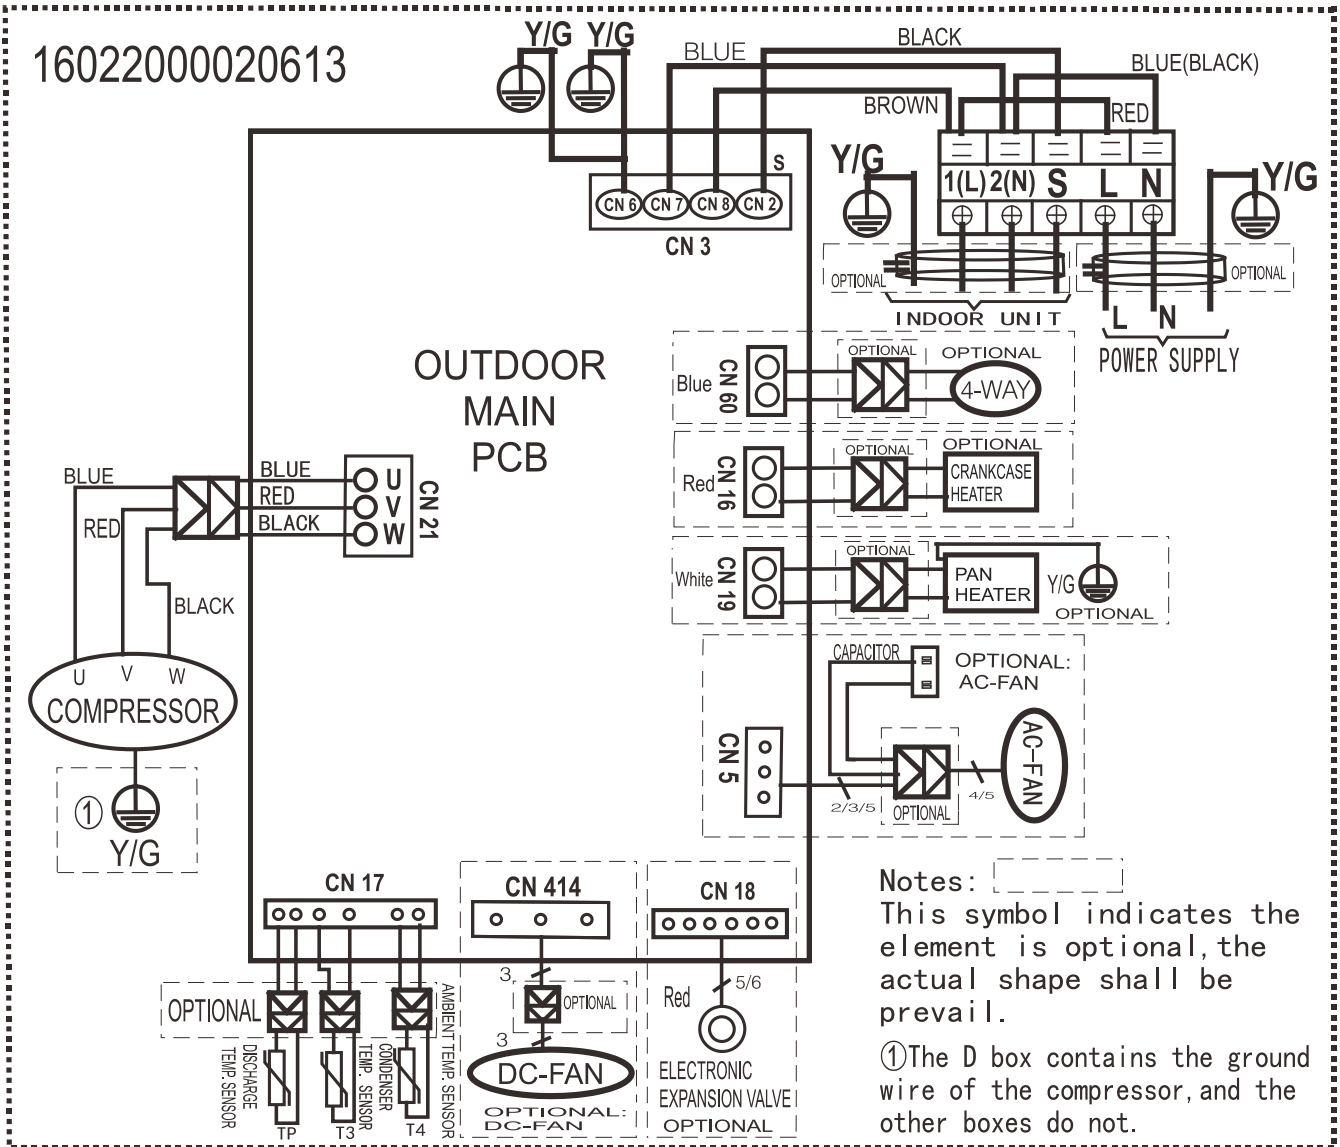 16022000020613
Y/G Y/G
BLUE
BLACK
BLUE(BLACK)
BROWN
RED
S
CN 6 CN 7 CN 8 CN 2
CN 3
Y/G
1(L) 2(N) S L N
Y/G
OPTIONAL
OPTIONAL
INDOOR UNIT
L N
POWER SUPPLY
OUTDOOR
MAIN
PCB
Blue
CN 60
OPTIONAL
OPTIONAL
4-WAY
Red
CN 16
OPTIONAL
OPTIONAL
CRANKCASE
HEATER
White
CN 19
OPTIONAL
PAN
HEATER
Y/G
OPTIONAL
BLUE
RED
BLACK
BLUE
RED
BLACK
U
V
W
CN 21
U V W
COMPRESSOR
①
Y/G
CAPACITOR
OPTIONAL:
AC-FAN
CN 5
2/3/5
OPTIONAL
4/5
AC-FAN
CN 17
OPTIONAL
DISCHARGE
TEMP.SENSOR
TP
CONDENSER
TEMP. SENSOR
T3
AMBIENT TEMP. SENSOR
T4
CN 414
3
OPTIONAL
3
DC-FAN
OPTIONAL:
DC-FAN
CN 18
5/6
Red
ELECTRONIC
EXPANSION VALVE
OPTIONAL
Notes:
This symbol indicates the
element is optional,the
actual shape shall be
prevail.
①The D box contains the ground
wire of the compressor,and the
other boxes do not.